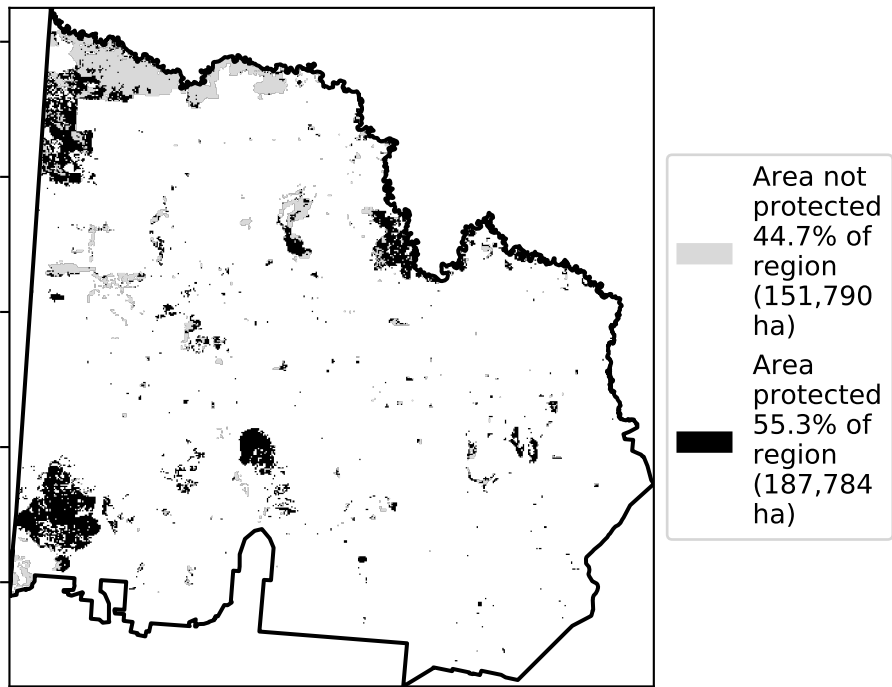 Area not
protected
44.7% of
region
(151,790
ha)
Area
protected
55.3% of
region
(187,784
ha)